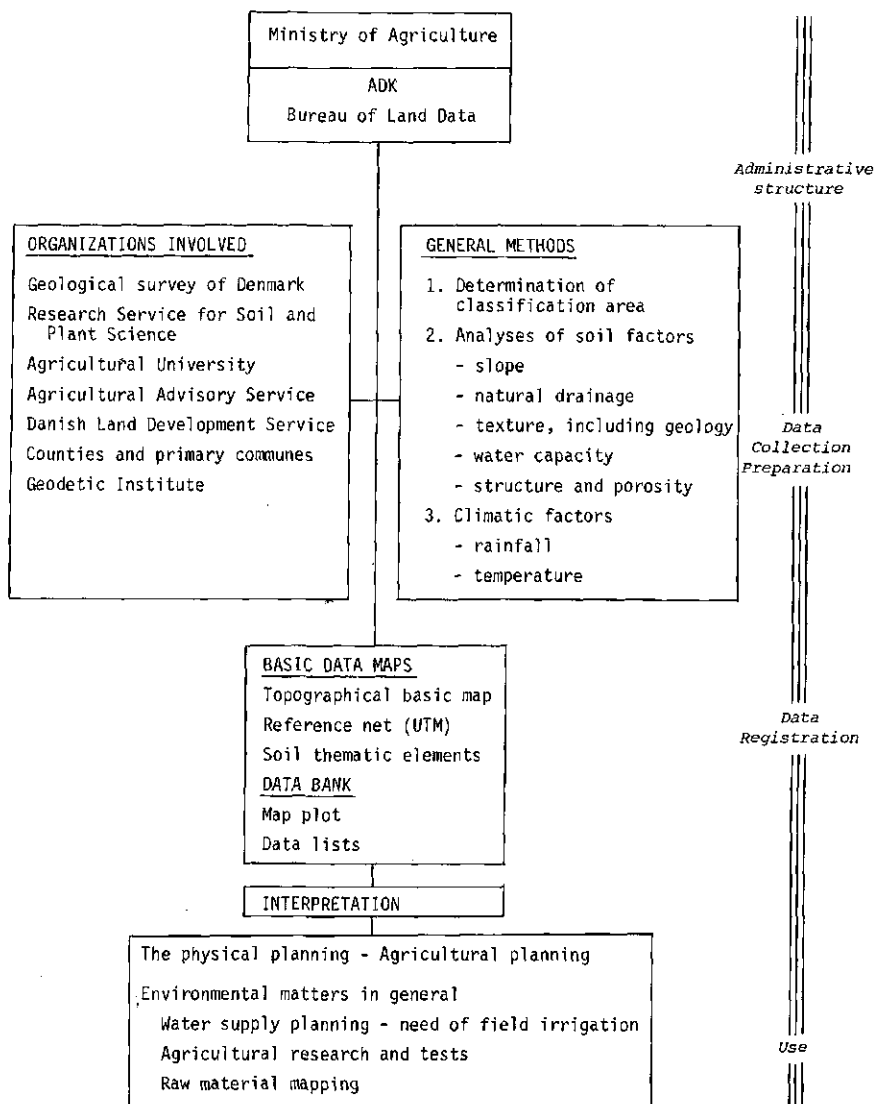 Ministry of Agriculture
ADK
Bureau of Land Data
Administrative
structure
ORGANIZATIONS INVOLVED
Geological survey of Denmark
Research Service for Soil and
Plant Science
Agricultural University
Agricultural Advisory Service
Danish Land Development Service
Counties and primary communes
Geodetic Institute
GENERAL METHODS
1. Determination of
classification area
2. Analyses of soil factors
- slope
- natural drainage
- texture, including geology
- water capacity
- structure and porosity
3. Climatic factors
- rainfall
- temperature
Data
Collection
Preparation
BASIC DATA MAPS
Topographical basic map
Reference net (UTM)
Soil thematic elements
DATA BANK
Map plot
Data lists
Data
Registration
INTERPRETATION
The physical planning - Agricultural planning
Environmental matters in general
Water supply planning - need of field irrigation
Agricultural research and tests
Raw material mapping
Use